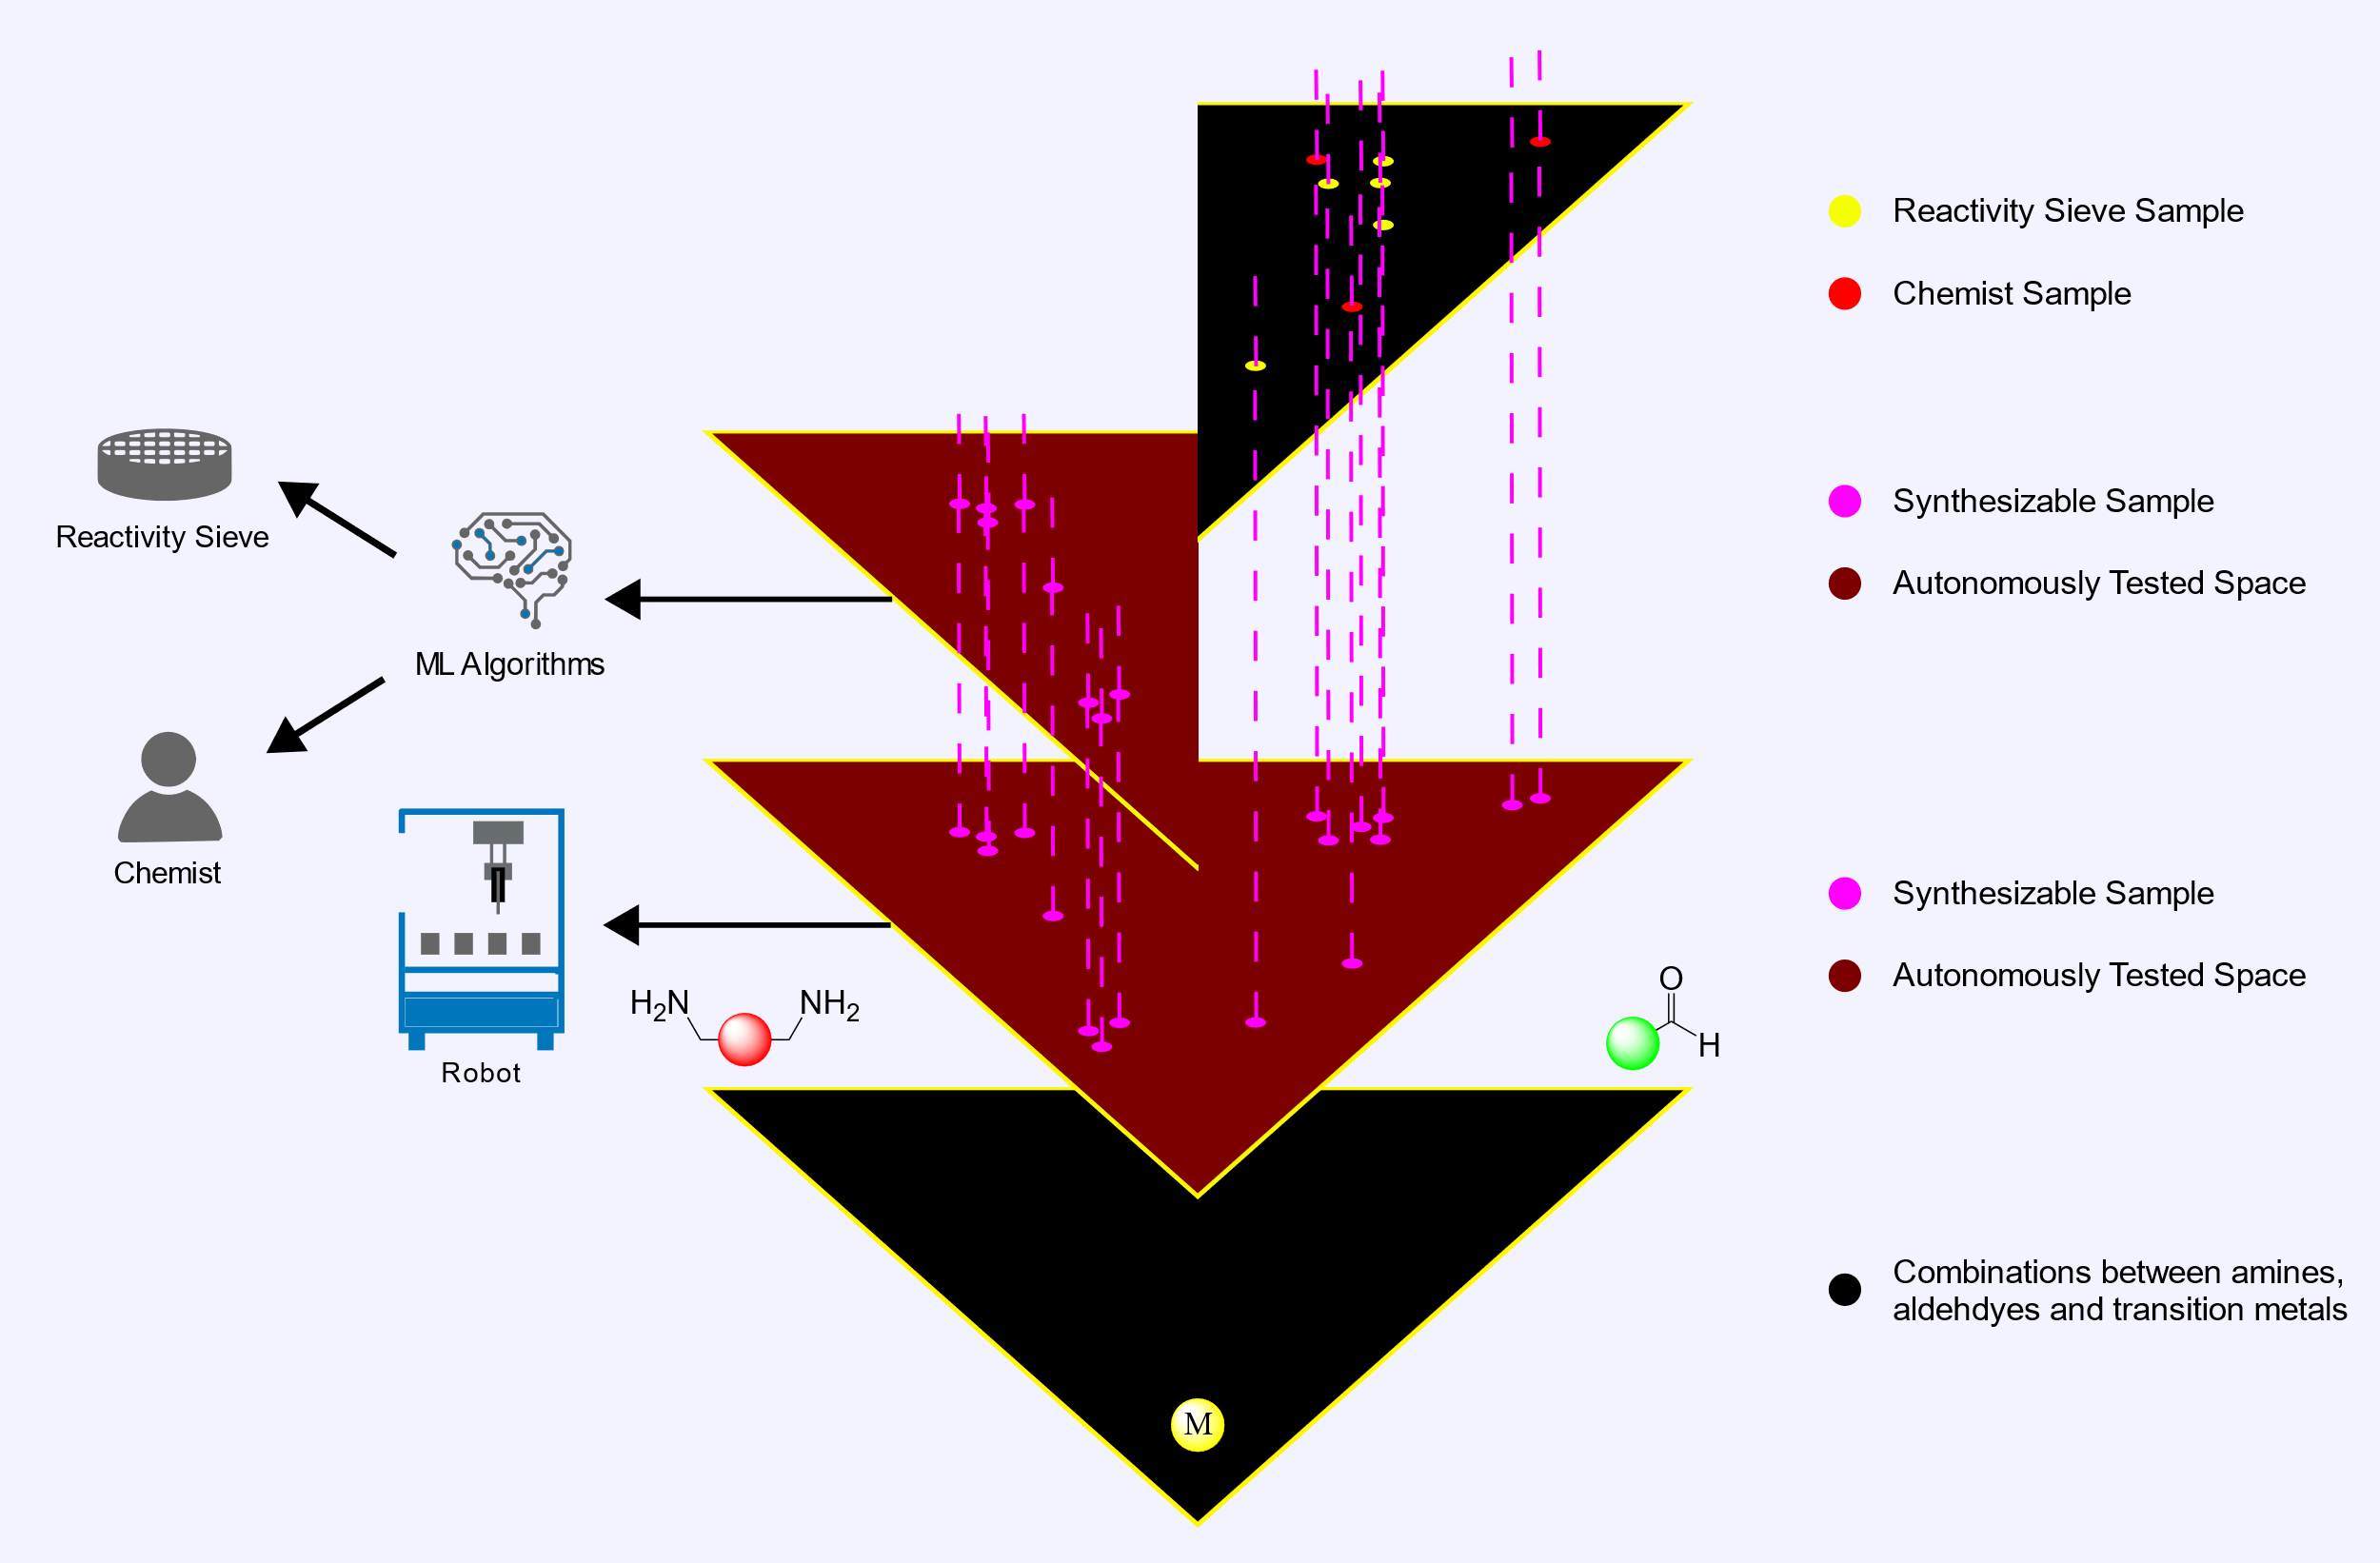 Reactivity Sieve Sample
Chemist Sample
Reactivity Sieve
Synthesizable Sample
Autonomously Tested Space
ML Algorithms
Chemist
Synthesizable Sample
Autonomously Tested Space
H2N
NH2
O
H
Robot
Combinations between amines,
aldehdyes and transition metals
M